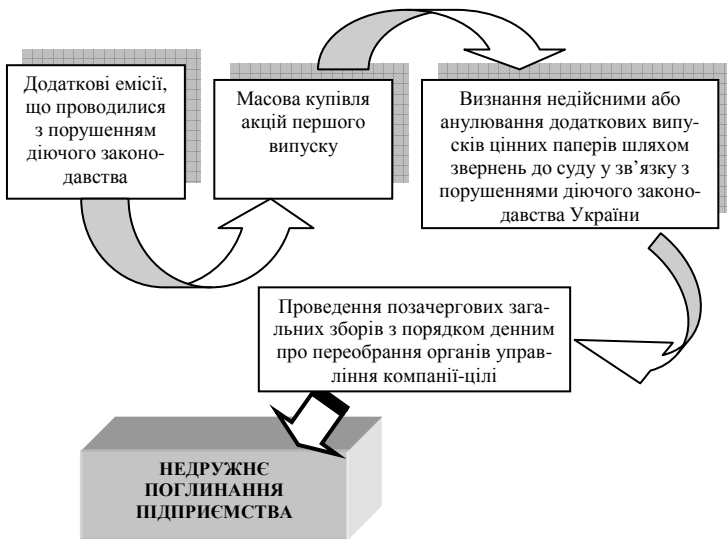 Додаткові емісії,
що проводилися
з порушенням
діючого законо-
давства
Масова купівля
акцій першого
випуску
Визнання недійсними або
анулювання додаткових випу-
сків цінних паперів шляхом
звернень до суду у зв’язку з
порушеннями діючого законо-
давства України
Проведення позачергових зага-
льних зборів з порядком денним
про переобрання органів управ-
ління компанії-цілі
НЕДРУЖНЄ
ПОГЛИНАННЯ
ПІДПРИЄМСТВА